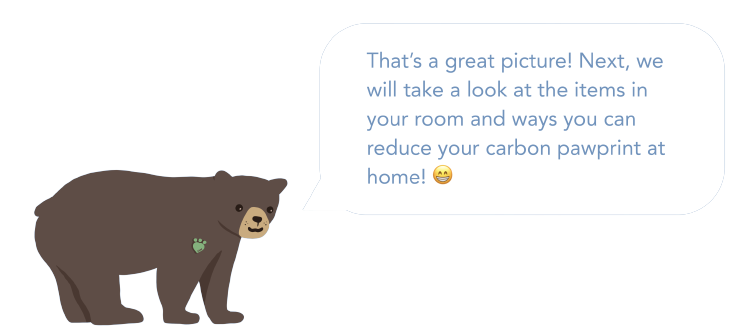 That's a great picture! Next, we
will take a look at the items in
your room and ways you can
reduce your carbon pawprint at
home! 😁